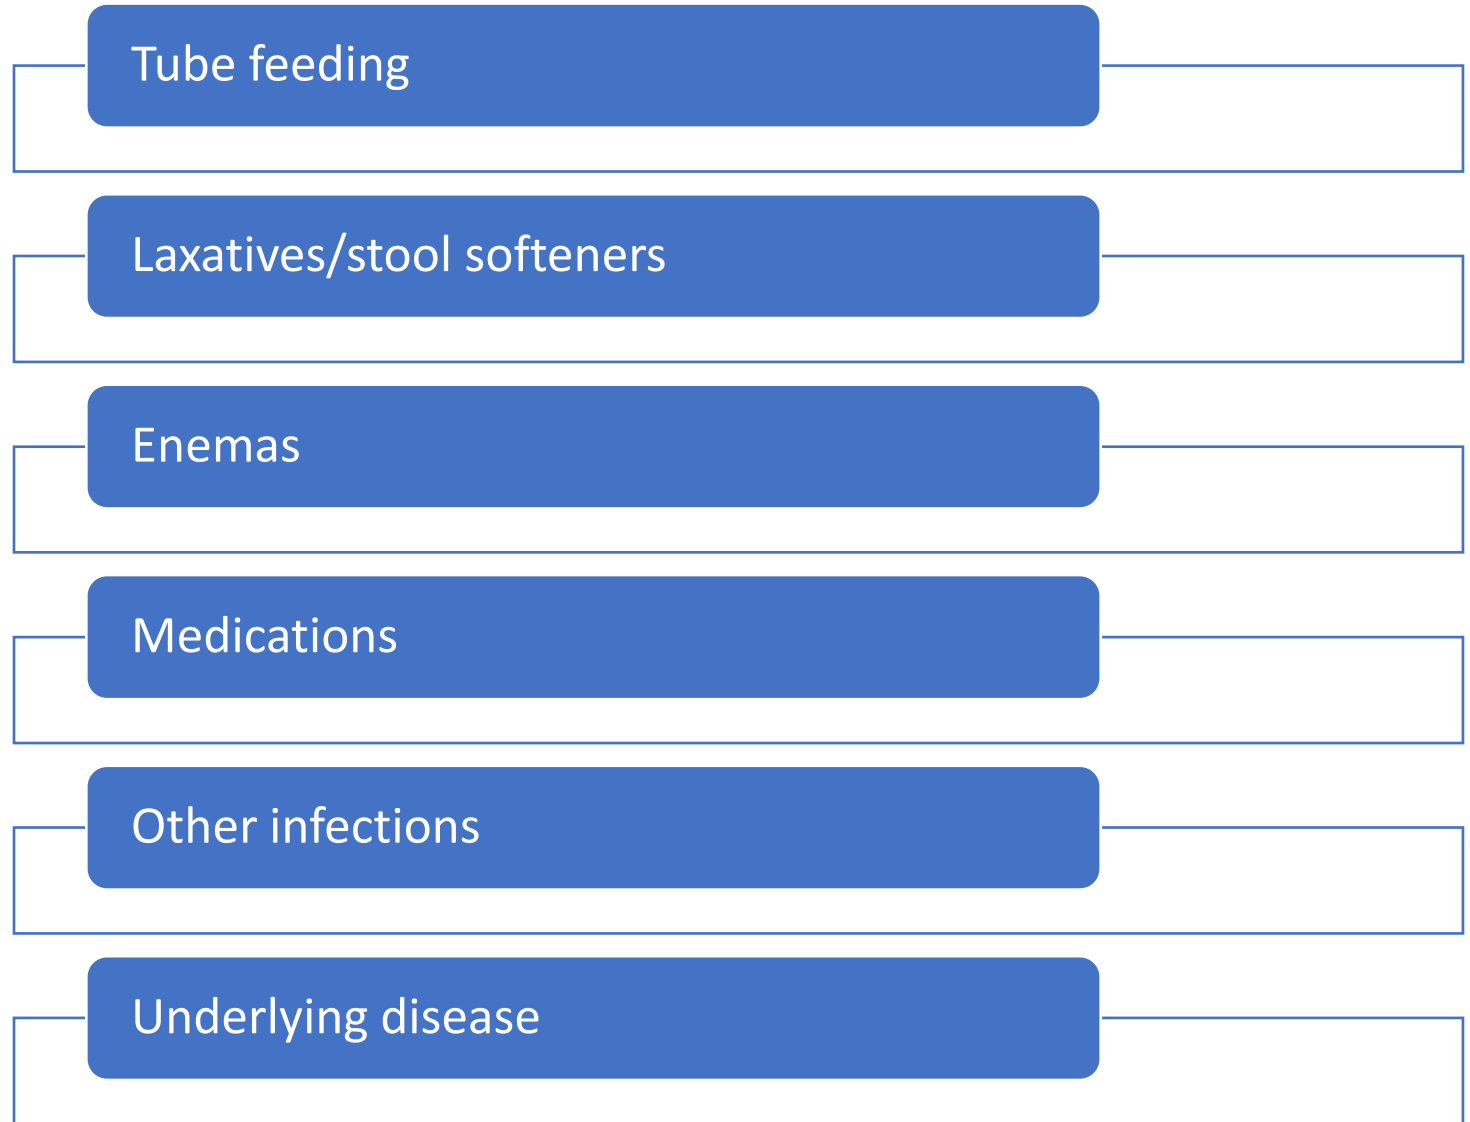 Tube feeding
Laxatives/stool softeners
Enemas
Medications
Other infections
Underlying disease